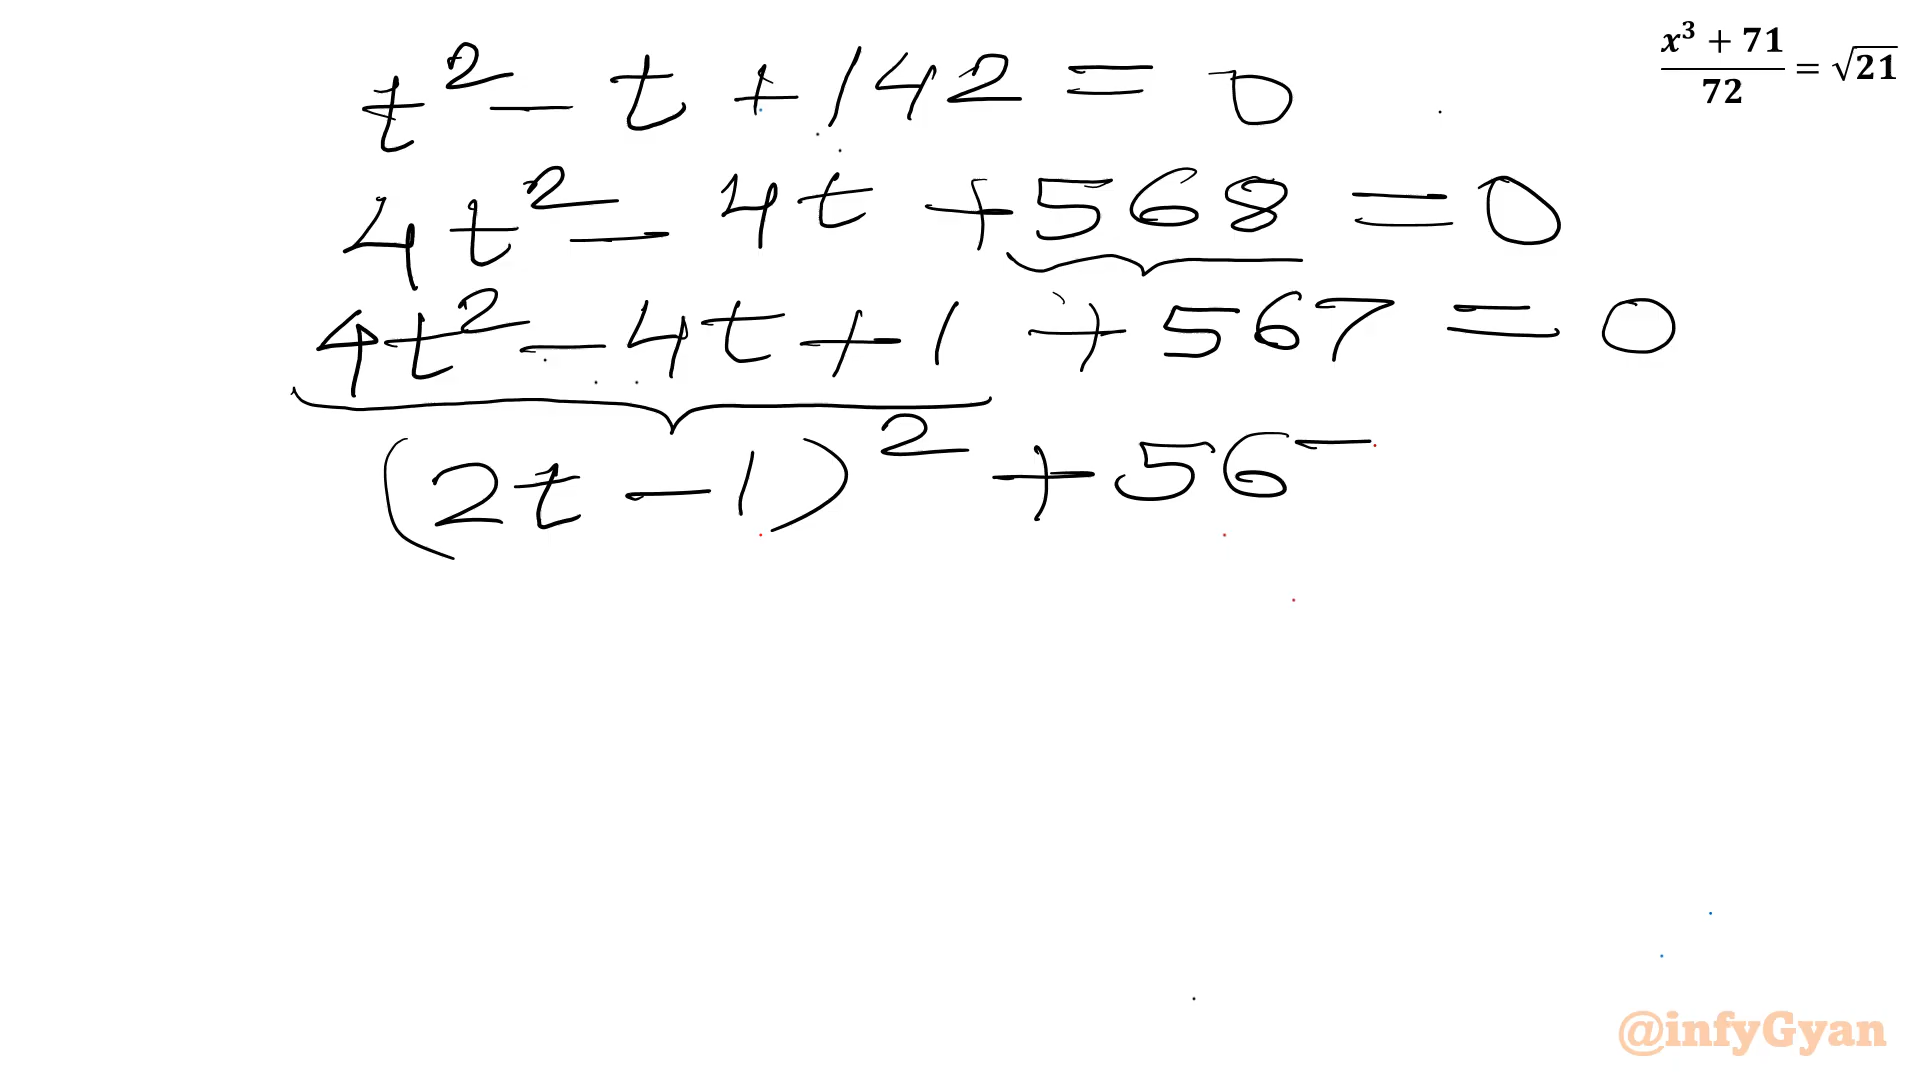 t² - t + 142 = 0
x³ + 71 / 72 = √21
4t² - 4t + 568 = 0
4t² - 4t + 1 + 567 = 0
(2t - 1)² + 56
@infyGyan